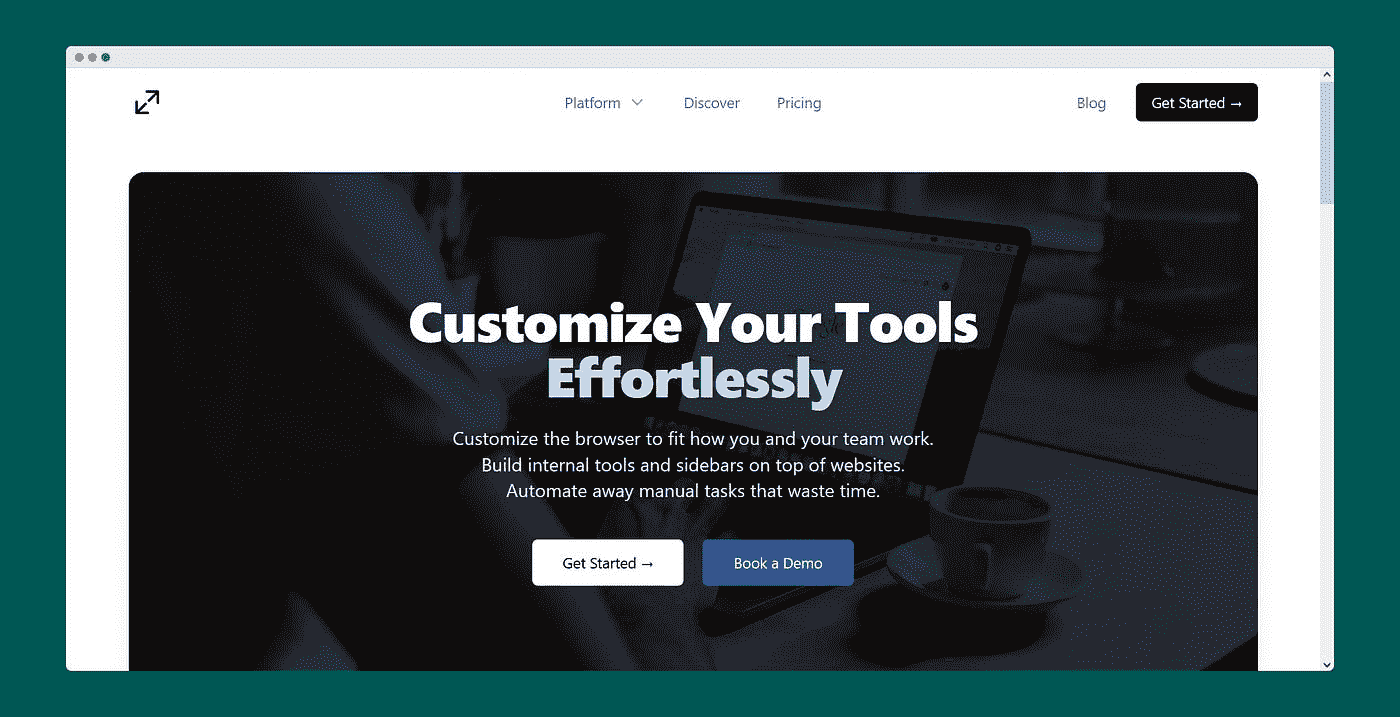 Platform
Discover
Pricing
Blog
Get Started →
Customize Your Tools
Effortlessly
Customize the browser to fit how you and your team work.
Build internal tools and sidebars on top of websites.
Automate away manual tasks that waste time.
Get Started →
Book a Demo